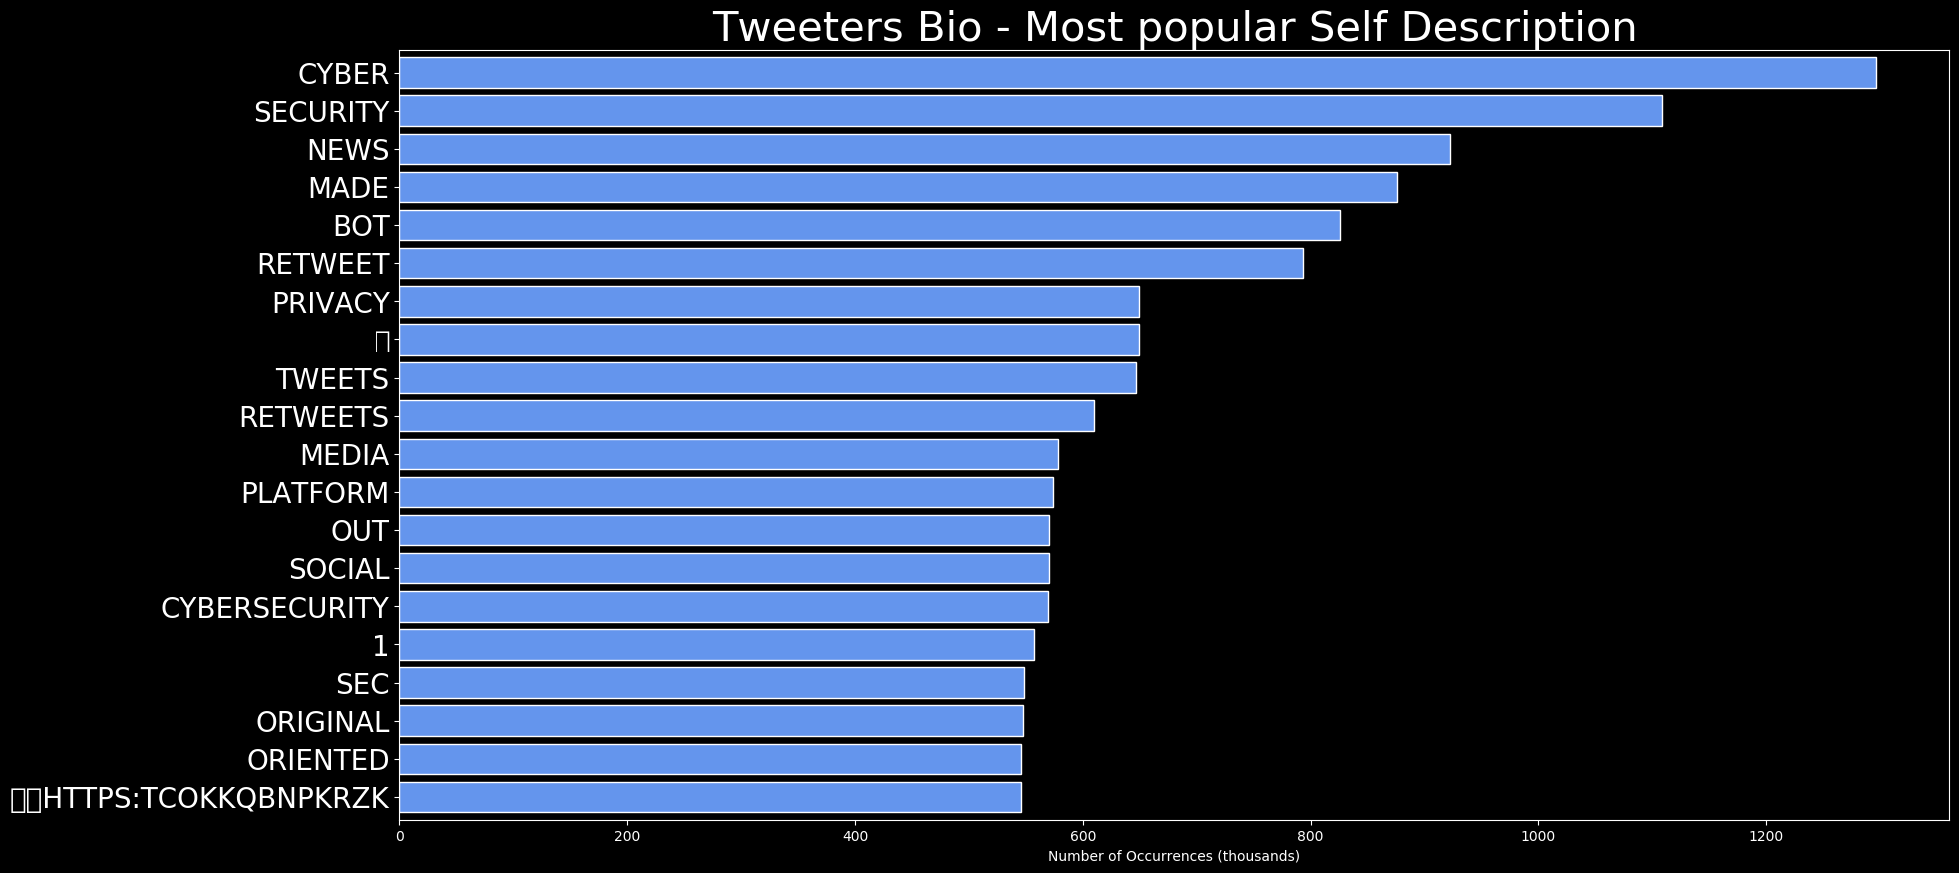 Tweeters Bio - Most popular Self Description
CYBER
SECURITY
NEWS
MADE
BOT
RETWEET
PRIVACY
TWEETS
RETWEETS
MEDIA
PLATFORM
OUT
SOCIAL
CYBERSECURITY
1
SEC
ORIGINAL
ORIENTED
HTTPS:TCOKKQBNPKRZK
0 200 400 600 800 1000 1200
Number of Occurrences (thousands)